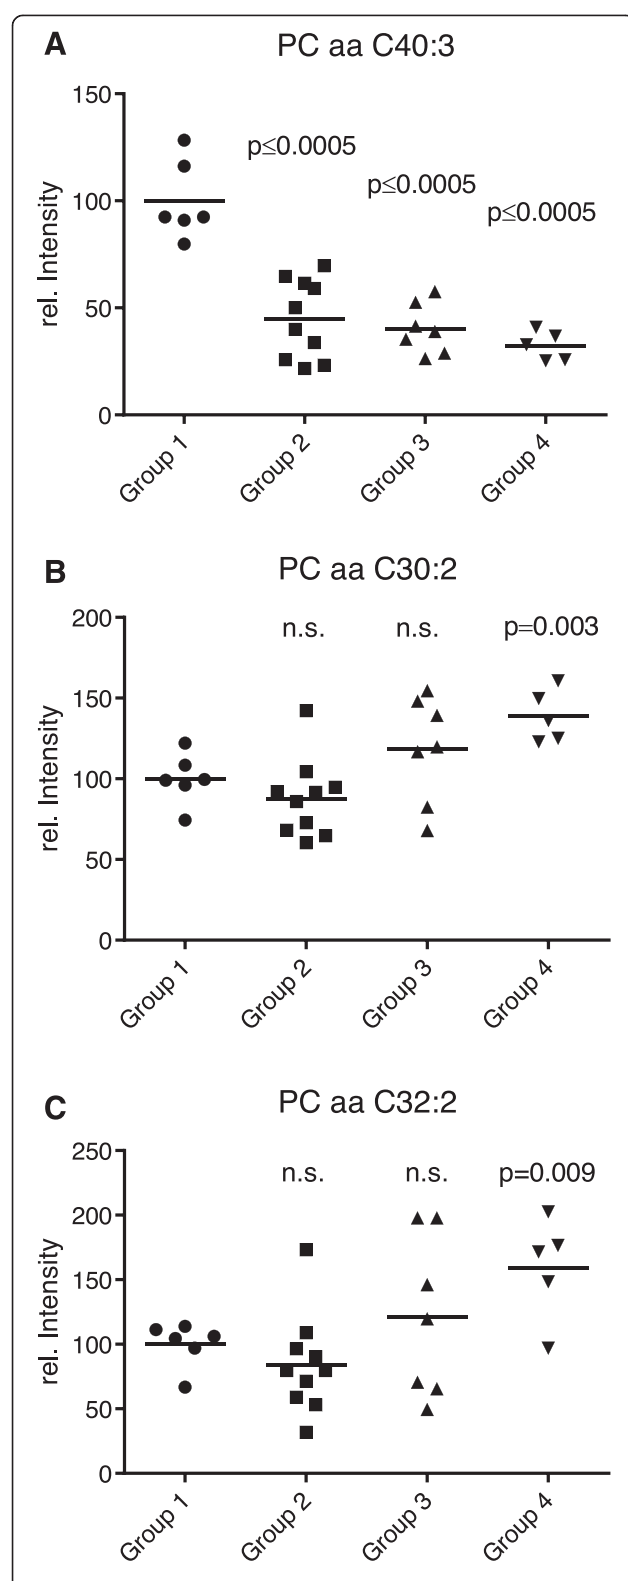 A
PC aa C40:3
150
p≤0.0005
p≤0.0005
p≤0.0005
100
rel. Intensity
50
0
Group 1
Group 2
Group 3
Group 4
B
PC aa C30:2
200
n.s.
n.s.
p=0.003
150
rel. Intensity
100
50
0
Group 1
Group 2
Group 3
Group 4
C
PC aa C32:2
250
n.s.
n.s.
p=0.009
200
rel. Intensity
150
100
50
0
Group 1
Group 2
Group 3
Group 4